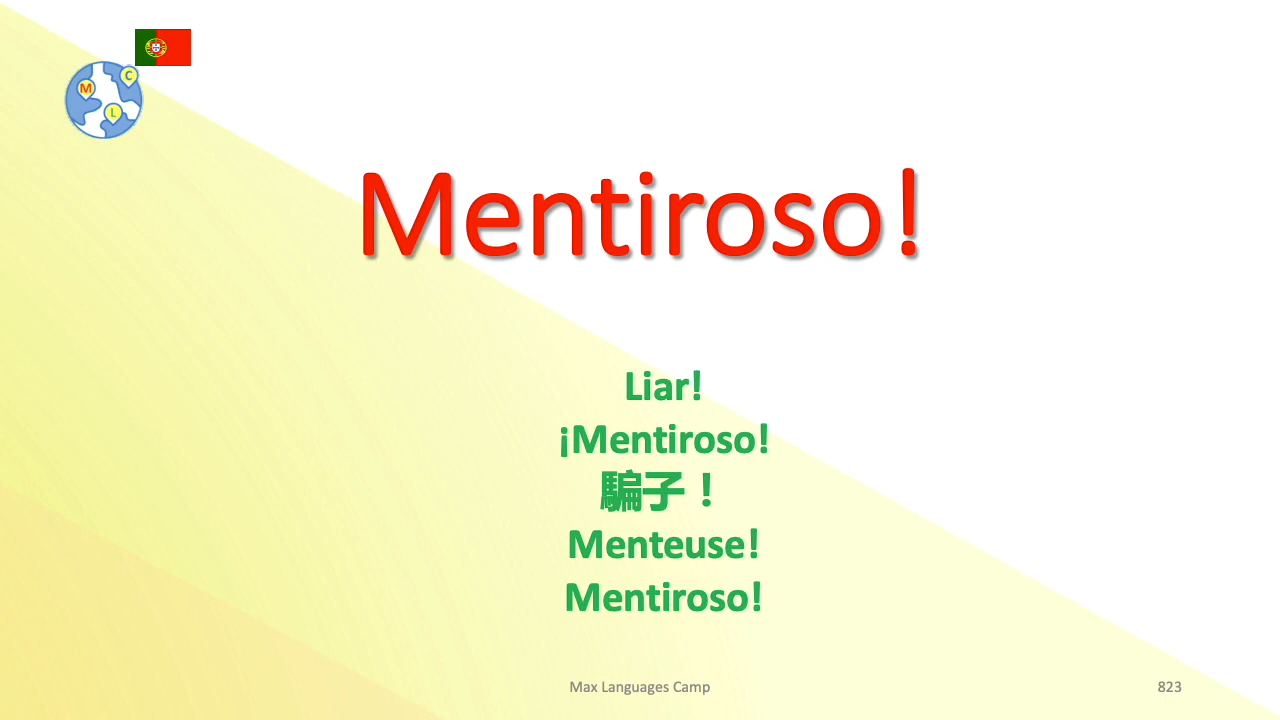 C
M
L
Mentiroso!
Liar!
¡Mentiroso!
騙子！
Menteuse!
Mentiroso!
Max Languages Camp
823